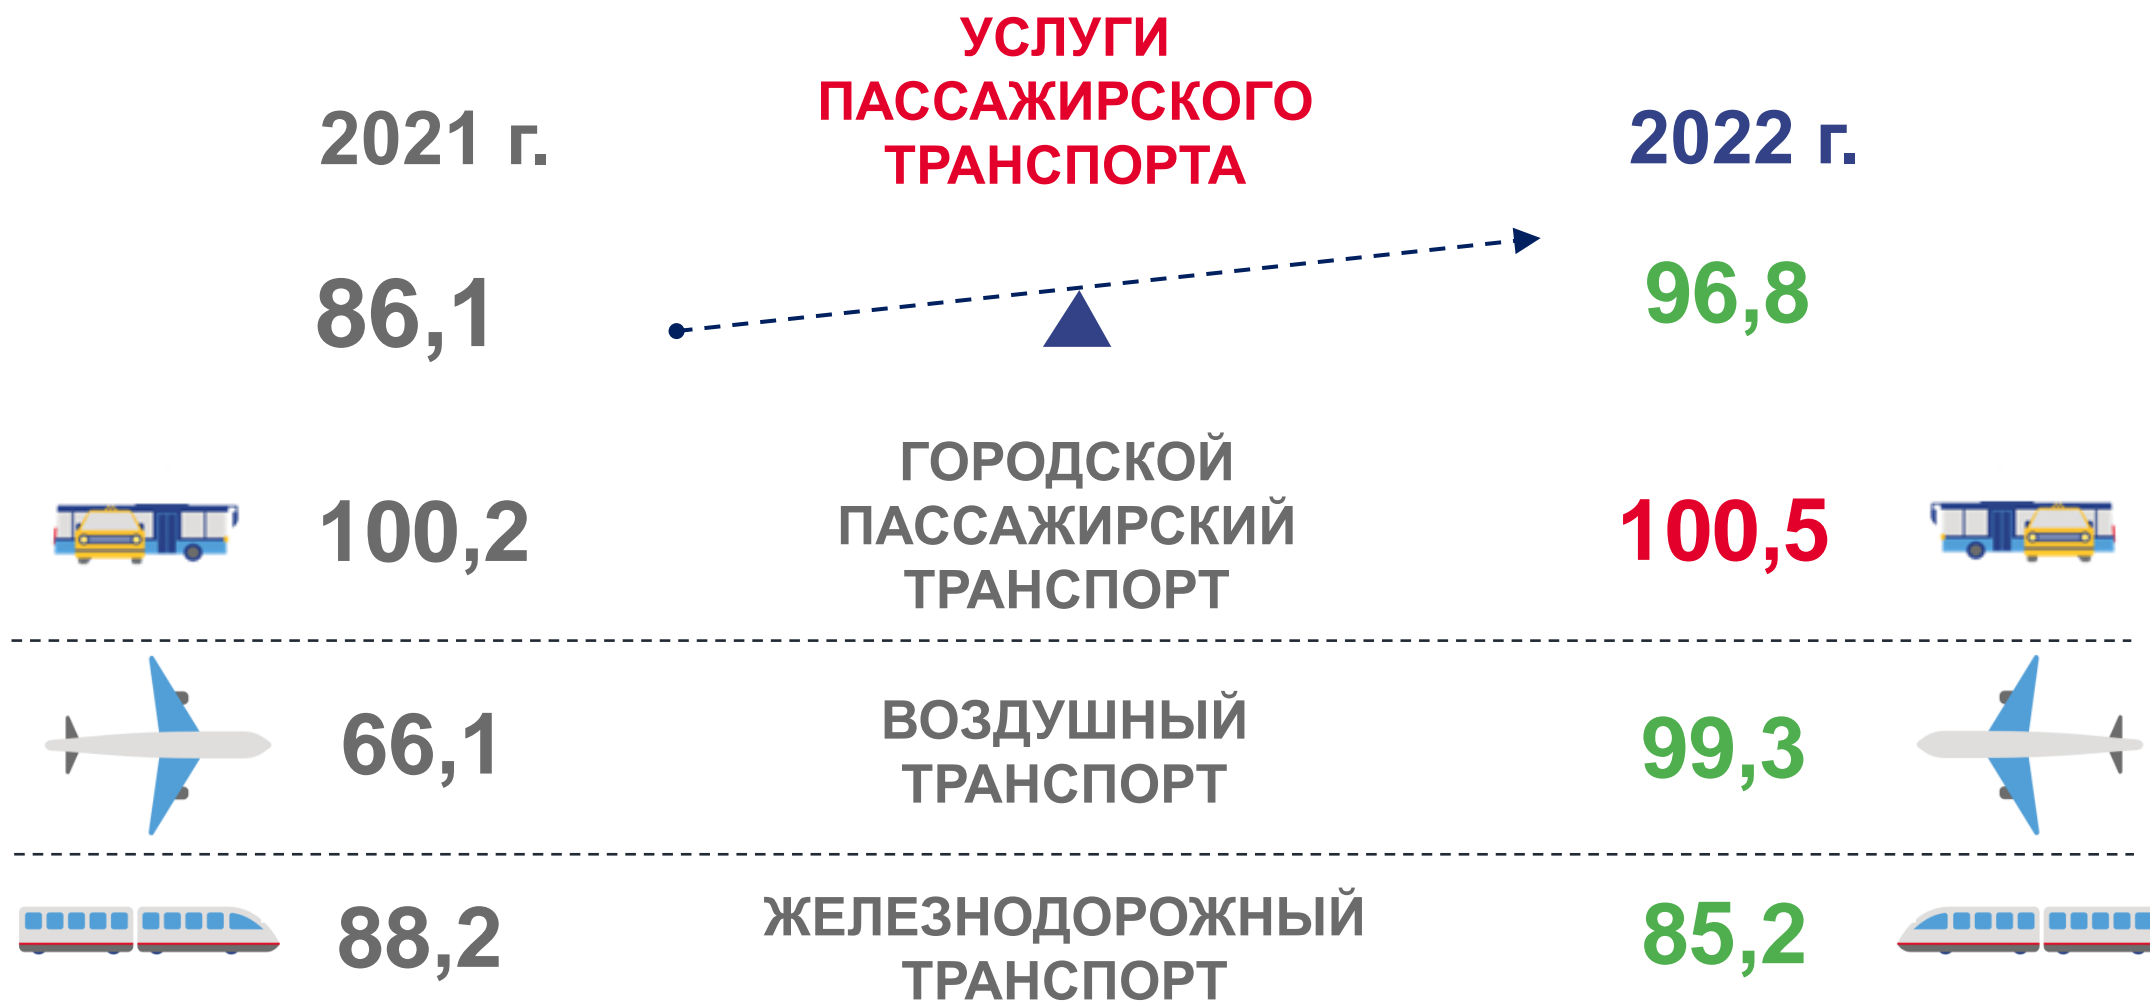 УСЛУГИ
ПАССАЖИРСКОГО
ТРАНСПОРТА
2021 г.
2022 г.
86,1
96,8
ГОРОДСКОЙ
ПАССАЖИРСКИЙ
ТРАНСПОРТ
100,2
100,5
ВОЗДУШНЫЙ
ТРАНСПОРТ
66,1
99,3
ЖЕЛЕЗНОДОРОЖНЫЙ
ТРАНСПОРТ
88,2
85,2